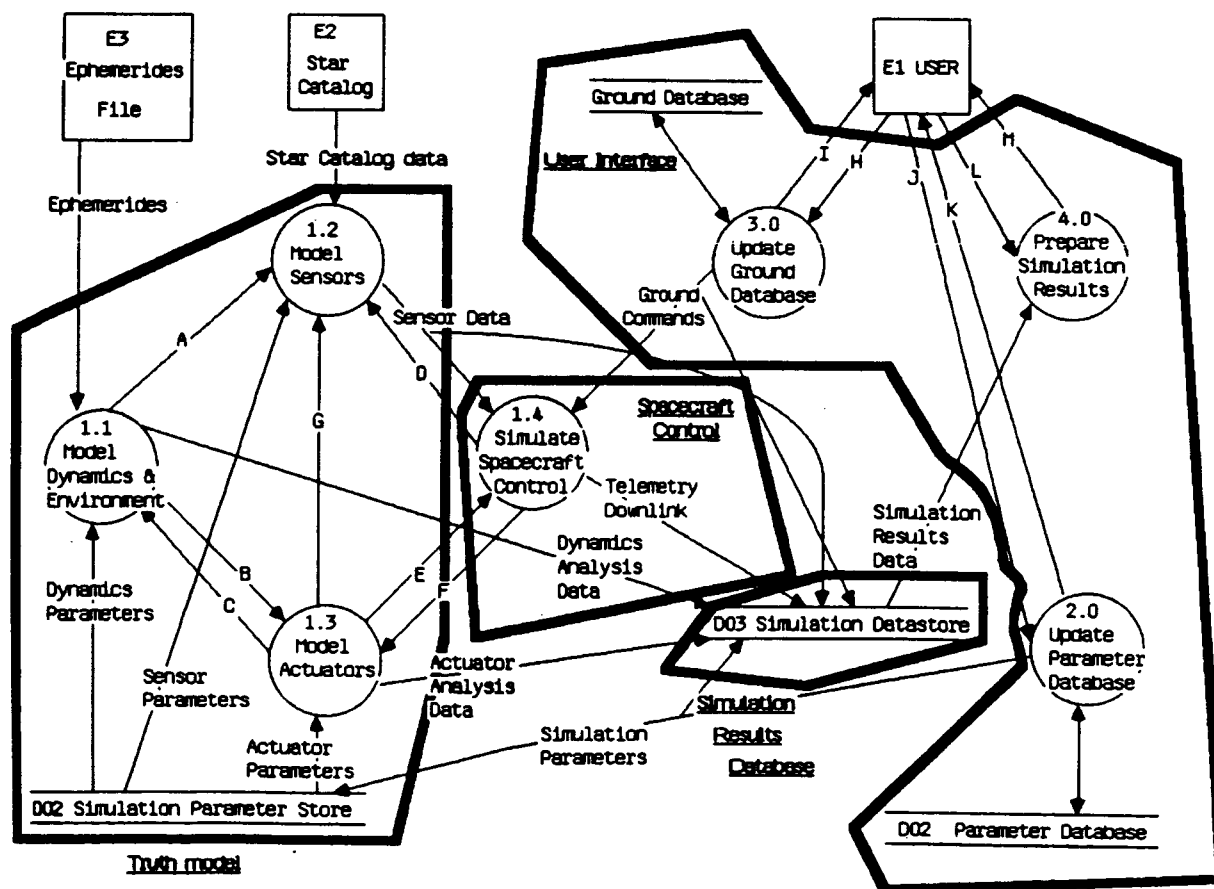 E3
Ephemerides
File
E2
Star
Catalog
E1 USER
Ground Database
Star Catalog data
User Interface
I
H
J
L
M
K
Ephemerides
1.2
Model
Sensors
3.0
Update
Ground
Database
4.0
Prepare
Simulation
Results
Ground
Commands
Sensor Data
A
D
G
1.1
Model
Dynamics &
Environment
1.4
Simulate
Spacecraft
Control
Spacecraft
Control
Telemetry
Downlink
Simulation
Results
Data
Dynamics
Analysis
Data
B
C
E
F
Dynamics
Parameters
1.3
Model
Actuators
D03 Simulation Datastore
2.0
Update
Parameter
Database
Sensor
Parameters
Actuator
Analysis
Data
Simulation
Results
Database
Actuator
Parameters
Simulation
Parameters
D02 Simulation Parameter Store
D02 Parameter Database
Truth model